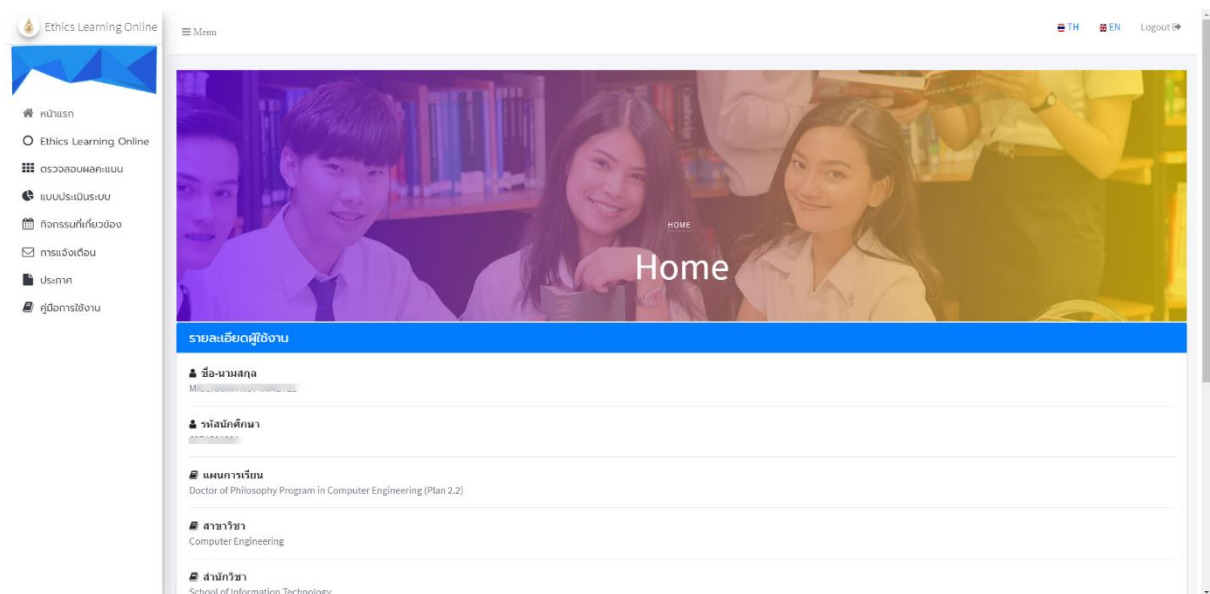 Ethics Learning Online
Menu
TH EN Logout
หน้าแรก
Ethics Learning Online
ตรวจสอบผลคะแนน
แบบประเมินระบบ
กิจกรรมที่เกี่ยวข้อง
การแจ้งเตือน
ประกาศ
คู่มือการใช้งาน
HOME
Home
รายละเอียดผู้ใช้งาน
ชื่อ-นามสกุล
รหัสนักศึกษา
แผนการเรียน
Doctor of Philosophy Program in Computer Engineering (Plan 2.2)
สาขาวิชา
Computer Engineering
สำนักวิชา
School of Information Technology